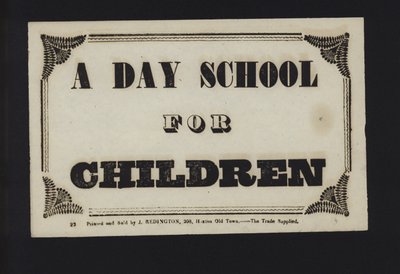 A DAY SCHOOL
FOR
CHILDREN
23 Printed and Sold by J. REDINGTON, 208, Hoxton Old Town.——The Trade Supplied.